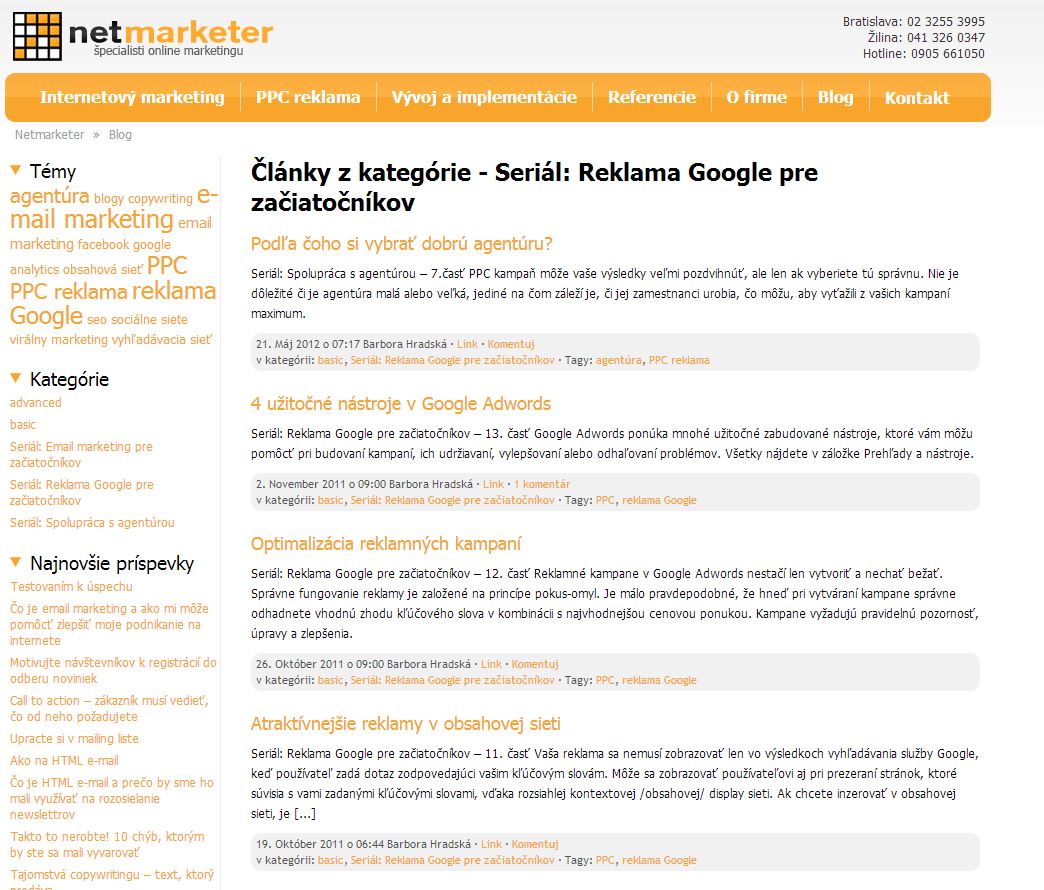 netmarketer
špecialisti online marketingu
Bratislava: 02 3255 3995
Žilina: 041 326 0347
Hotline: 0905 661050
Internetový marketing PPC reklama Vývoj a implementácie Referencie O firme Blog Kontakt
Netmarketer » Blog
Témy
agentúra blogy copywriting e-
mail marketing email
marketing facebook google
analytics obsahová sieť PPC
PPC reklama reklama
Google seo sociálne siete
virálny marketing vyhľadávacia sieť
Kategórie
advanced
basic
Seriál: Email marketing pre
začiatočníkov
Seriál: Reklama Google pre
začiatočníkov
Seriál: Spolupráca s agentúrou
Najnovšie príspevky
Testovaním k úspechu
Čo je email marketing a ako mi môže
pomôcť zlepšiť moje podnikanie na
internete
Motivujte návštevníkov k registrácií do
odberu noviniek
Call to action – zákazník musí vedieť,
čo od neho požadujete
Upracte si v mailing liste
Ako na HTML e-mail
Čo je HTML e-mail a prečo by sme ho
mali využívať na rozosielanie
newslettrov
Takto to nerobte! 10 chýb, ktorým
by ste sa mali vyvarovať
Tajomstvá copywritingu – text, ktorý
predáva
Články z kategórie - Seriál: Reklama Google pre
začiatočníkov
Podľa čoho si vybrať dobrú agentúru?
Seriál: Spolupráca s agentúrou – 7.časť PPC kampaň môže vaše výsledky veľmi pozdvihnúť, ale len ak vyberiete tú správnu. Nie je
dôležité či je agentúra malá alebo veľká, jediné na čom záleží je, či jej zamestnanci urobia, čo môžu, aby vyťažili z vašich kampaní
maximum.
21. Máj 2012 o 07:17 Barbora Hradská · Link · Komentuj
v kategórii: basic, Seriál: Reklama Google pre začiatočníkov · Tagy: agentúra, PPC reklama
4 užitočné nástroje v Google Adwords
Seriál: Reklama Google pre začiatočníkov – 13. časť Google Adwords ponúka mnohé užitočné zabudované nástroje, ktoré vám môžu
pomôcť pri budovaní kampaní, ich udržiavaní, vylepšovaní alebo odhaľovaní problémov. Všetky nájdete v záložke Prehľady a nástroje.
2. November 2011 o 09:00 Barbora Hradská · Link · 1 komentár
v kategórii: basic, Seriál: Reklama Google pre začiatočníkov · Tagy: PPC, reklama Google
Optimalizácia reklamných kampaní
Seriál: Reklama Google pre začiatočníkov – 12. časť Reklamné kampane v Google Adwords nestačí len vytvoriť a nechať bežať.
Správne fungovanie reklamy je založené na princípe pokus-omyl. Je málo pravdepodobné, že hneď pri vytváraní kampane správne
odhadnete vhodnú zhodu kľúčového slova v kombinácii s najvhodnejšou cenovou ponukou. Kampane vyžadujú pravidelnú pozornosť,
úpravy a zlepšenia.
26. Október 2011 o 09:00 Barbora Hradská · Link · Komentuj
v kategórii: basic, Seriál: Reklama Google pre začiatočníkov · Tagy: PPC, reklama Google
Atraktívnejšie reklamy v obsahovej sieti
Seriál: Reklama Google pre začiatočníkov – 11. časť Vaša reklama sa nemusí zobrazovať len vo výsledkoch vyhľadávania služby Google,
keď používateľ zadá dotaz zodpovedajúci vašim kľúčovým slovám. Môže sa zobrazovať používateľovi aj pri prezeraní stránok, ktoré
súvisia s vami zadanými kľúčovými slovami, vďaka rozsiahlej kontextovej /obsahovej/ display sieti. Ak chcete inzerovať v obsahovej
sieti, je [...]
19. Október 2011 o 06:44 Barbora Hradská · Link · Komentuj
v kategórii: basic, Seriál: Reklama Google pre začiatočníkov · Tagy: PPC, reklama Google